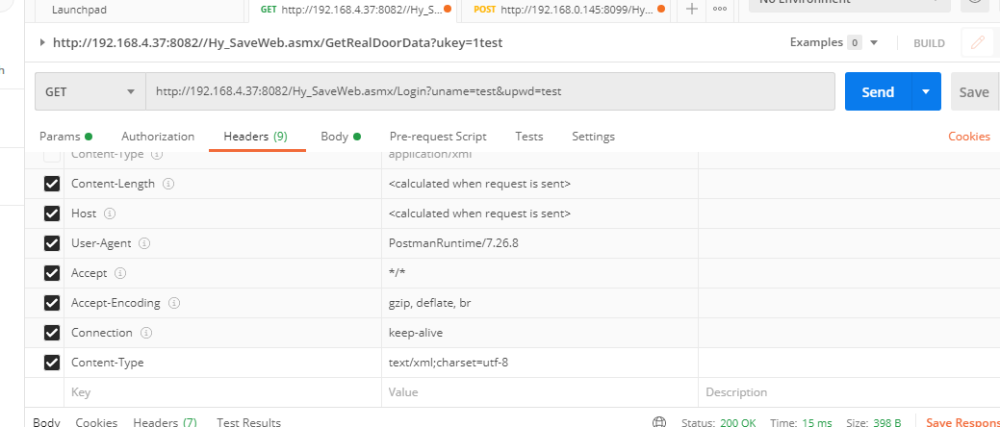 Launchpad
GET http://192.168.4.37:8082//Hy_S...
POST http://192.168.0.145:8099/Hy...
http://192.168.4.37:8082//Hy_SaveWeb.asmx/GetRealDoorData?ukey=1test
Examples 0
BUILD
GET
http://192.168.4.37:8082/Hy_SaveWeb.asmx/Login?uname=test&upwd=test
Send
Save
Params
Authorization
Headers (9)
Body
Pre-request Script
Tests
Settings
Cookies
Content-Type application/xml
Content-Length <calculated when request is sent>
Host <calculated when request is sent>
User-Agent PostmanRuntime/7.26.8
Accept */*
Accept-Encoding gzip, deflate, br
Connection keep-alive
Content-Type text/xml;charset=utf-8
Key Value Description
Body Cookies Headers (7) Test Results
Status: 200 OK Time: 15 ms Size: 398 B
Save Respons